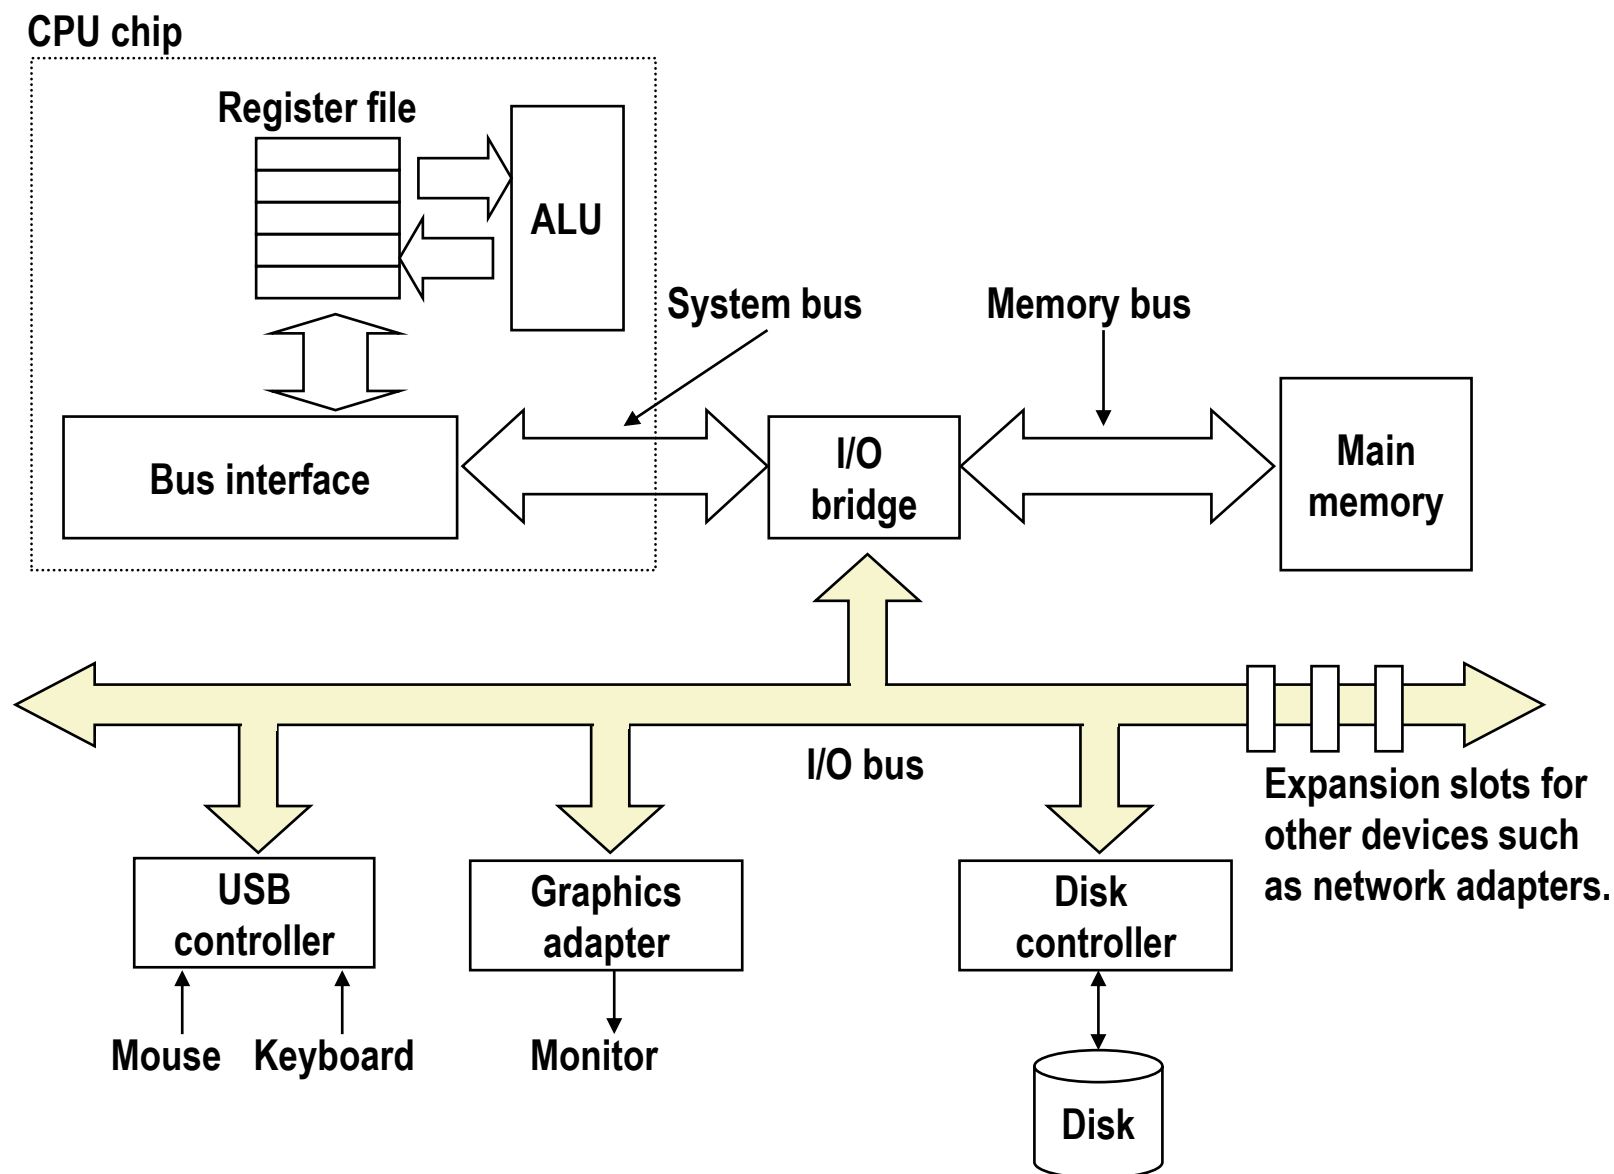 CPU chip
Register file
ALU
System bus
Memory bus
Bus interface
I/O
bridge
Main
memory
I/O bus
Expansion slots for
other devices such
as network adapters.
USB
controller
Graphics
adapter
Disk
controller
Mouse
Keyboard
Monitor
Disk